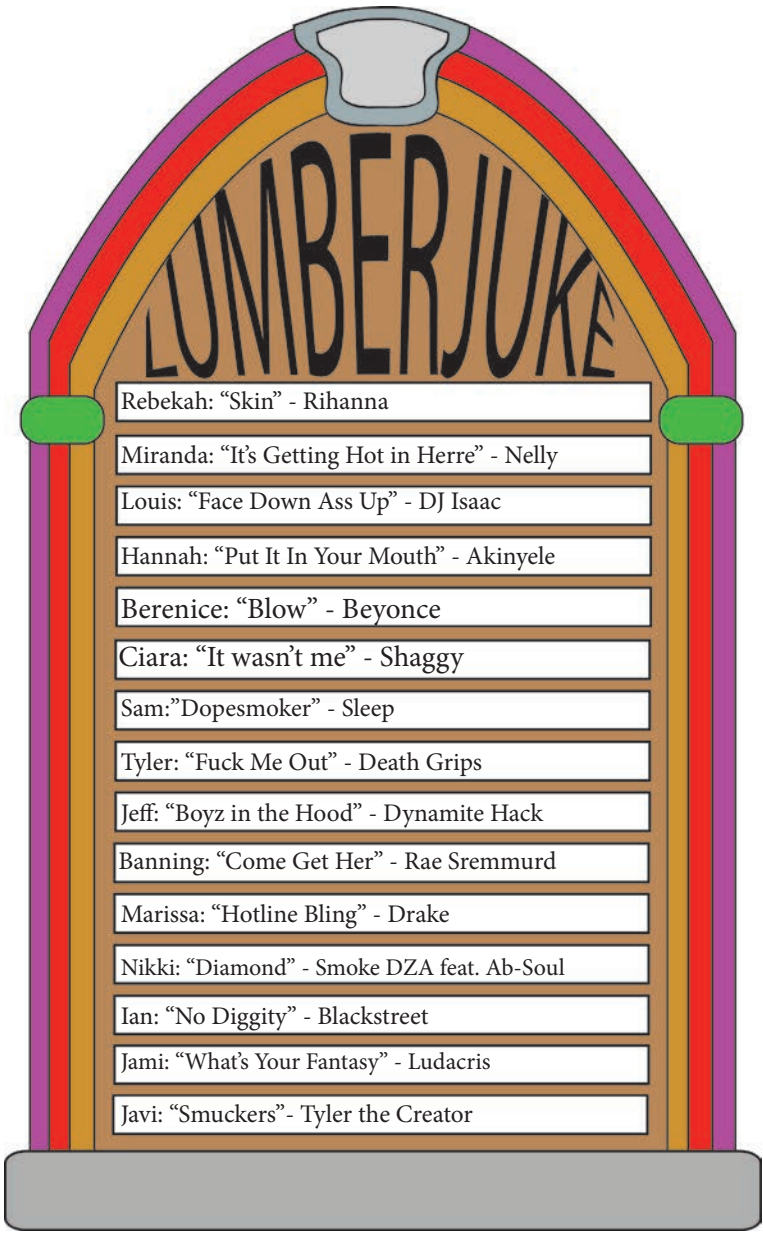 LUMBERJUKE
Rebekah: “Skin” - Rihanna
Miranda: “It’s Getting Hot in Herre” - Nelly
Louis: “Face Down Ass Up” - DJ Isaac
Hannah: “Put It In Your Mouth” - Akinyele
Berenice: “Blow” - Beyonce
Ciara: “It wasn’t me” - Shaggy
Sam:”Dopesmoker” - Sleep
Tyler: “Fuck Me Out” - Death Grips
Jeff: “Boyz in the Hood” - Dynamite Hack
Banning: “Come Get Her” - Rae Sremmurd
Marissa: “Hotline Bling” - Drake
Nikki: “Diamond” - Smoke DZA feat. Ab-Soul
Ian: “No Diggity” - Blackstreet
Jami: “What’s Your Fantasy” - Ludacris
Javi: “Smuckers”- Tyler the Creator